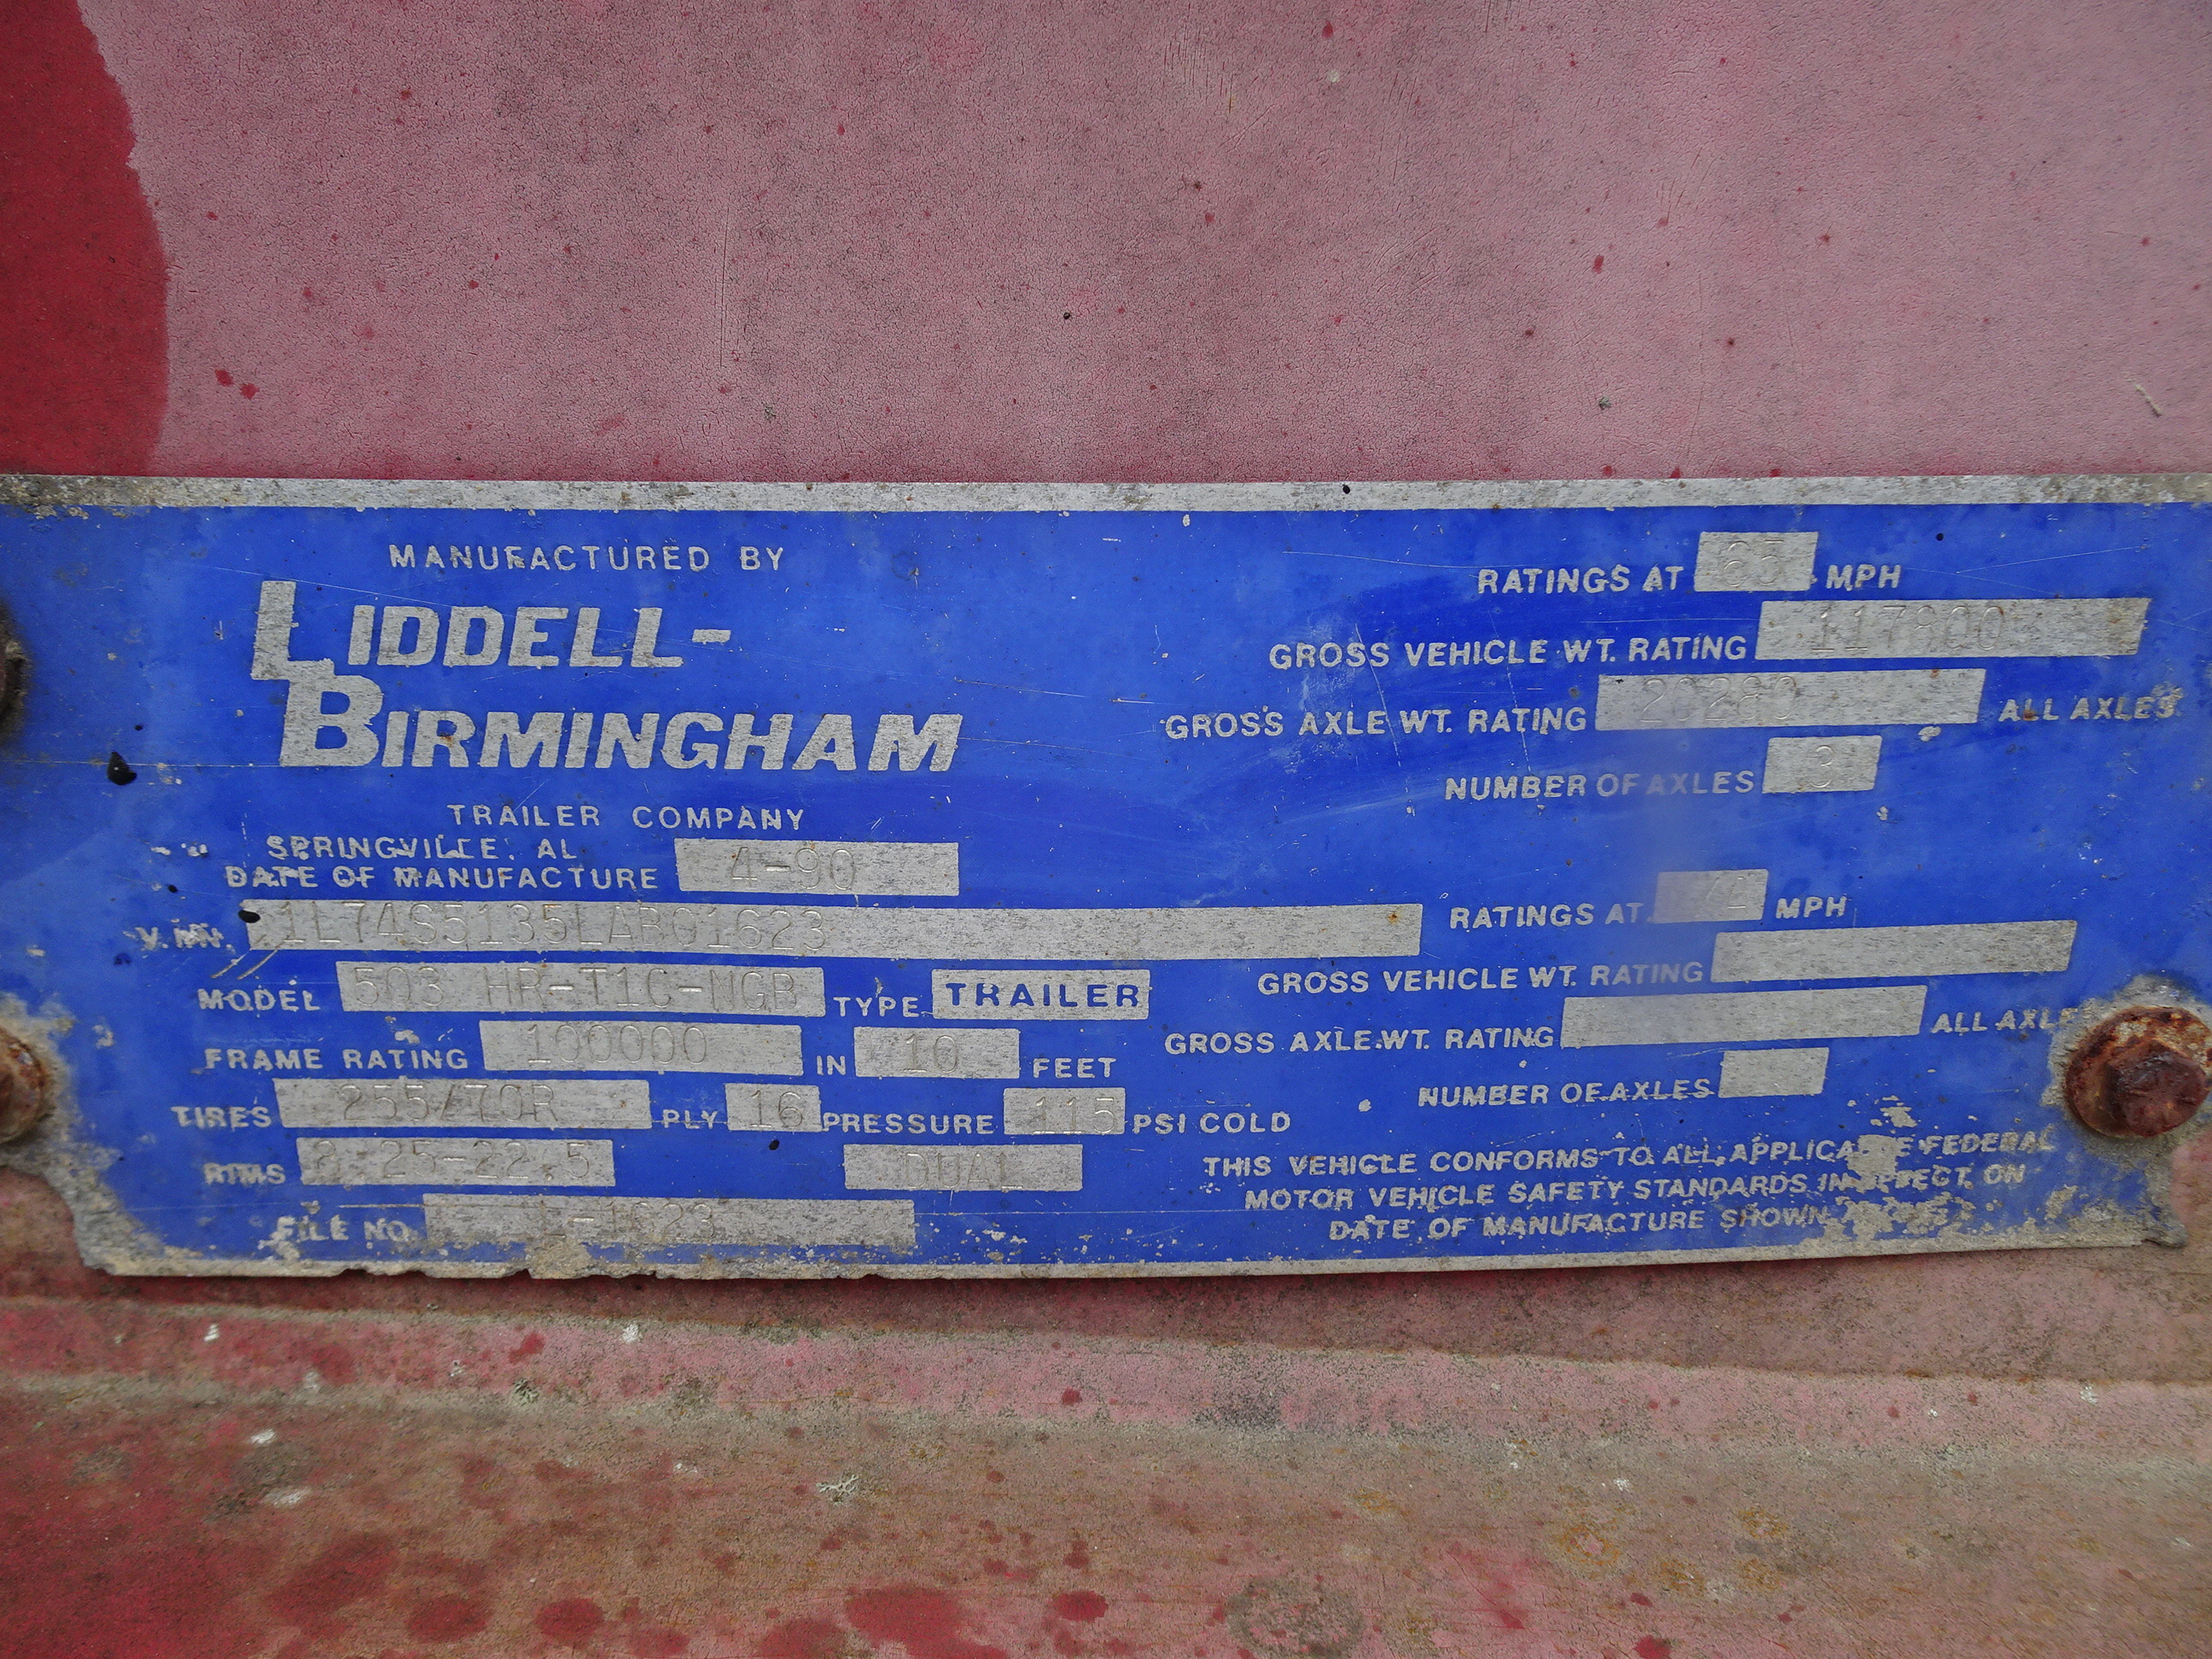 MANUFACTURED BY
LIDDELL-
BIRMINGHAM
TRAILER COMPANY
SPRINGVILLE, AL
DATE OF MANUFACTURE 4-90
V. I. N. 1L74S5135LAB01623
MODEL 503 HR-T1C-NGB TYPE TRAILER
FRAME RATING 100000 IN 10 FEET
TIRES 255/70R PLY 16 PRESSURE 115 PSI COLD
RIMS 8.25-22.5 DUAL
FILE NO. L-1623
RATINGS AT 65 MPH
GROSS VEHICLE WT. RATING 117800
GROSS AXLE WT. RATING 20280 ALL AXLES
NUMBER OF AXLES 3
RATINGS AT MPH
GROSS VEHICLE WT. RATING
GROSS AXLE WT. RATING ALL AXLES
NUMBER OF AXLES
THIS VEHICLE CONFORMS TO ALL APPLICABLE FEDERAL
MOTOR VEHICLE SAFETY STANDARDS IN EFFECT ON
DATE OF MANUFACTURE SHOWN